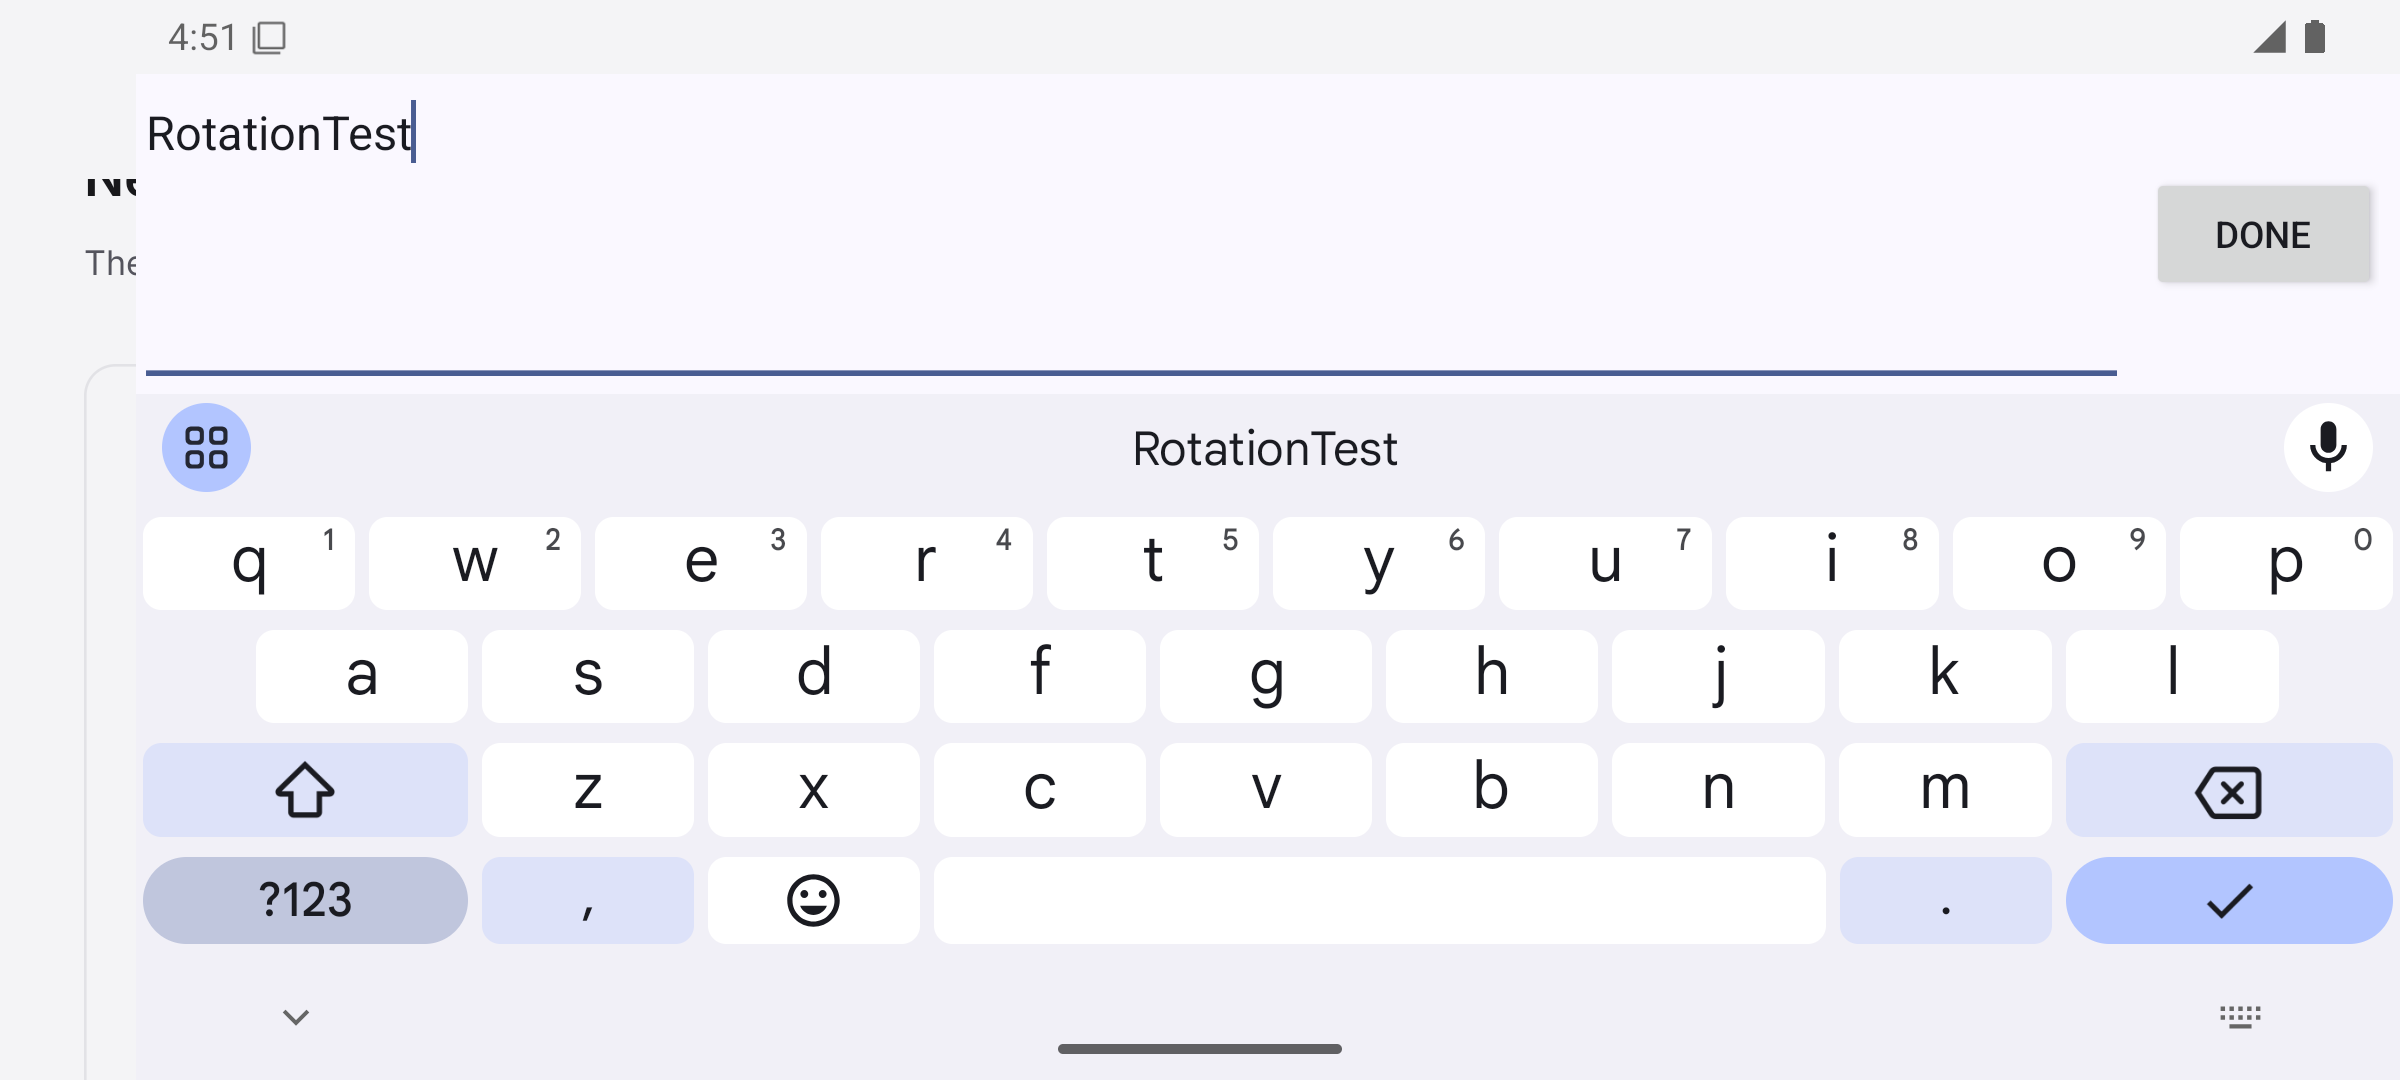 4:51
RotationTest
The
DONE
RotationTest
q 1 w 2 e 3 r 4 t 5 y 6 u 7 i 8 o 9 p 0
a s d f g h j k l
z x c v b n m
?123 , .